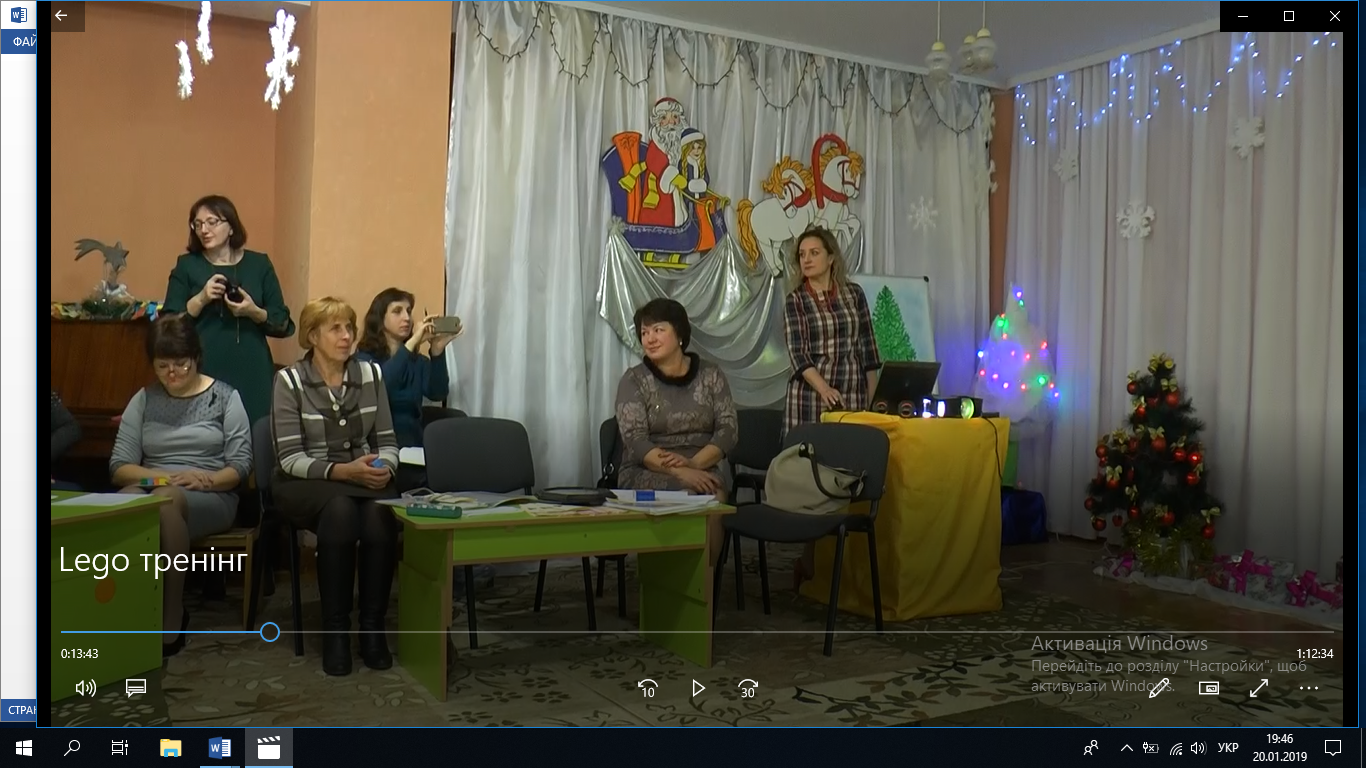 ФАЙ
Lego тренінг
0:13:43
1:12:34
Активація Windows
Перейдіть до розділу "Настройки", щоб
активувати Windows.
10
30
СТРАН
УКР
19:46
20.01.2019